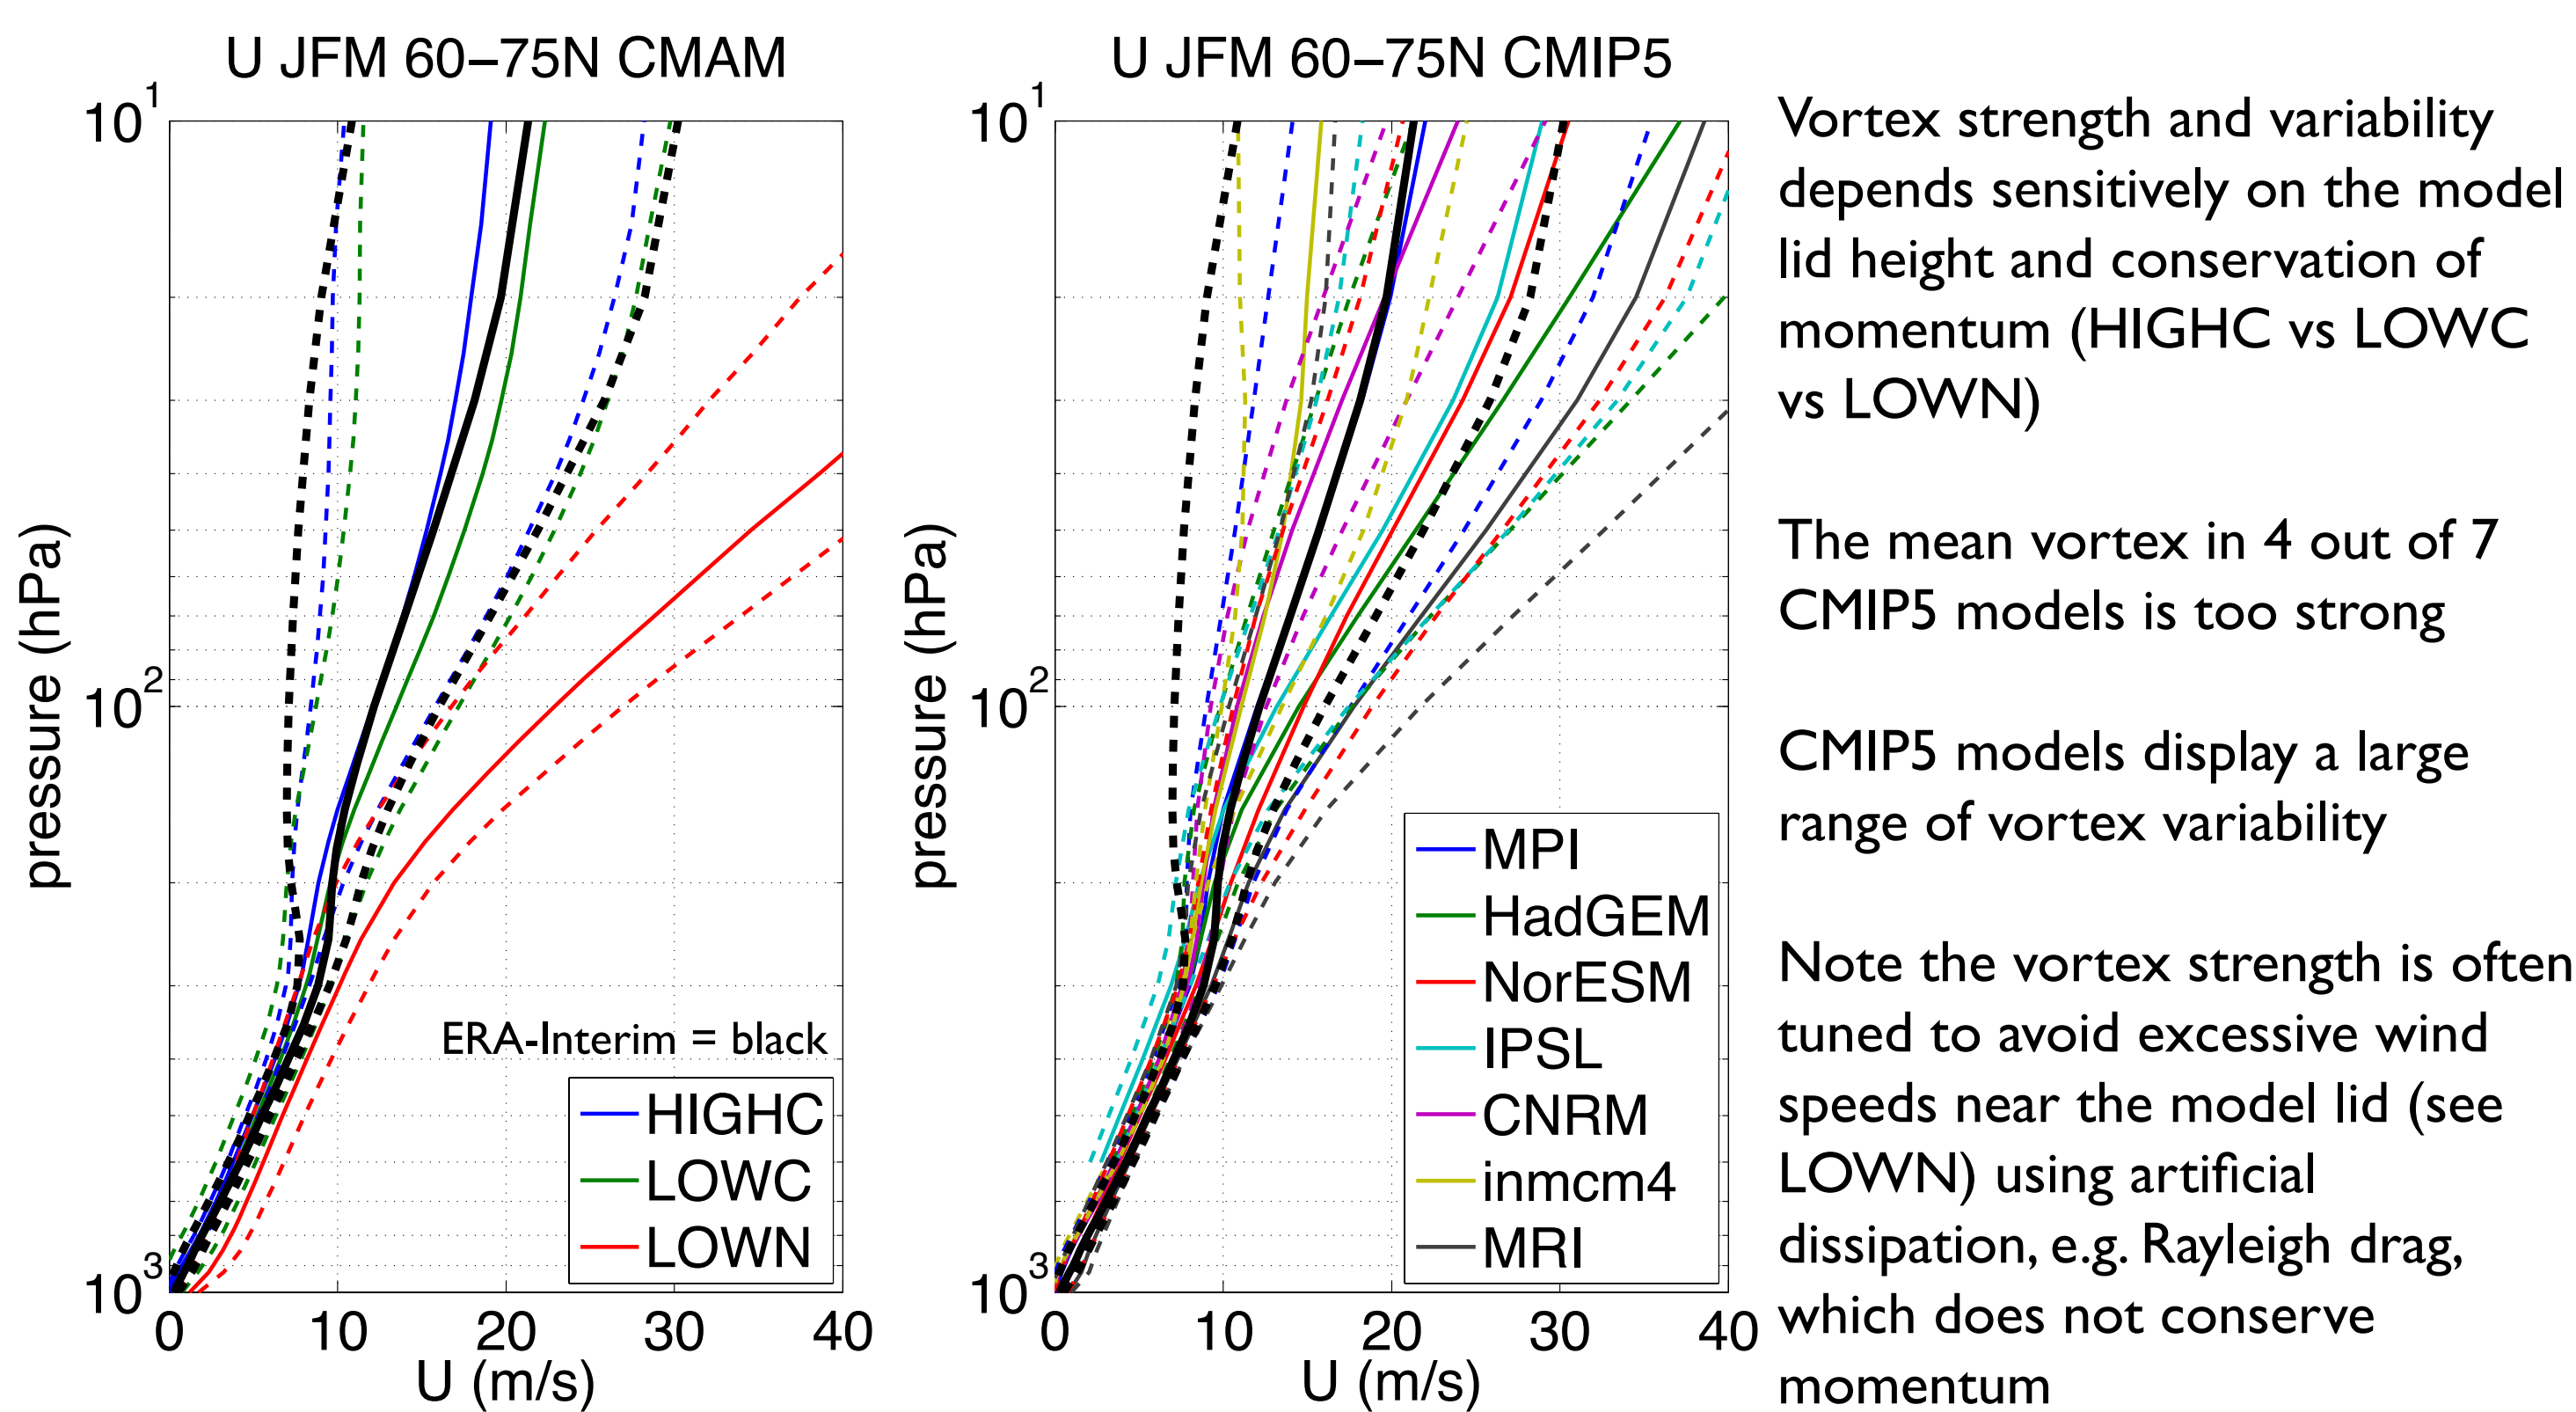 U JFM 60−75N CMAM
10^1
10^2
10^3
pressure (hPa)
0 10 20 30 40
U (m/s)
ERA-Interim = black
HIGHC
LOWC
LOWN
U JFM 60−75N CMIP5
10^1
10^2
10^3
pressure (hPa)
0 10 20 30 40
U (m/s)
MPI
HadGEM
NorESM
IPSL
CNRM
inmcm4
MRI
Vortex strength and variability
depends sensitively on the model
lid height and conservation of
momentum (HIGHC vs LOWC
vs LOWN)
The mean vortex in 4 out of 7
CMIP5 models is too strong
CMIP5 models display a large
range of vortex variability
Note the vortex strength is often
tuned to avoid excessive wind
speeds near the model lid (see
LOWN) using artificial
dissipation, e.g. Rayleigh drag,
which does not conserve
momentum